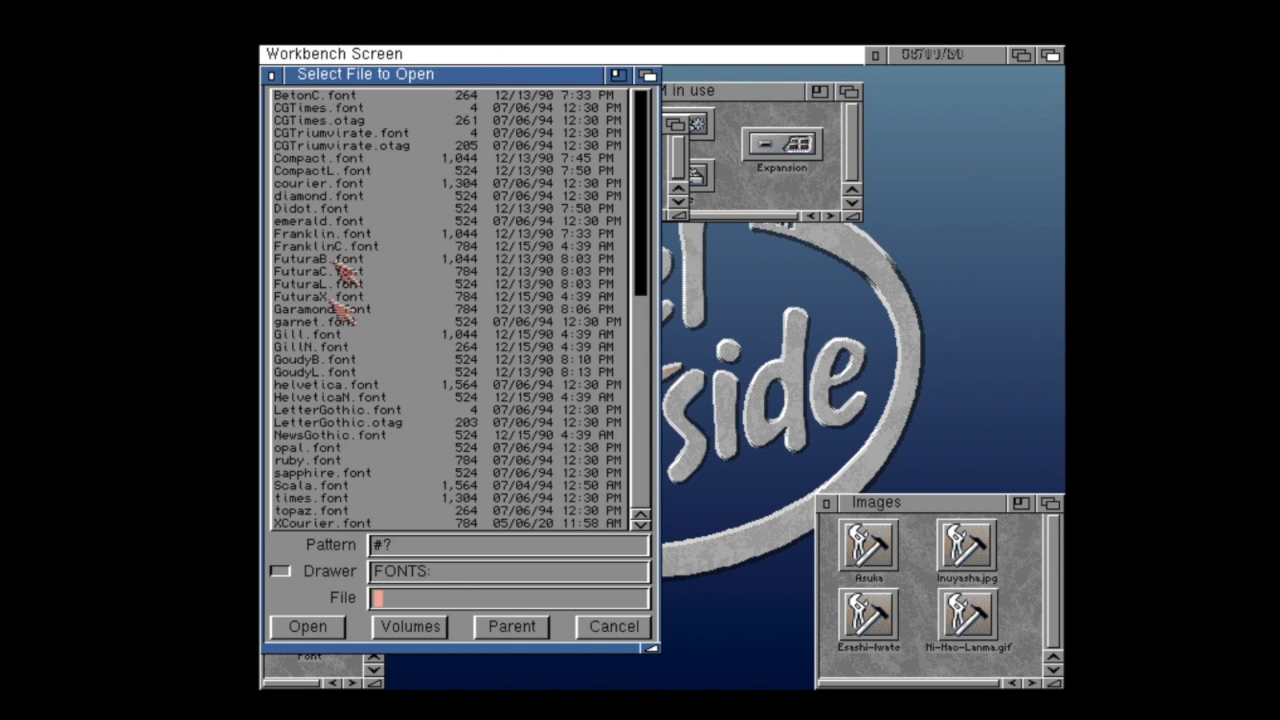 Workbench Screen
Select File to Open
BetonC.font 264 12/13/90 7:33 PM
CGTimes.font 4 07/06/94 12:30 PM
CGTimes.otag 261 07/06/94 12:30 PM
CGTriumvirate.font 4 07/06/94 12:30 PM
CGTriumvirate.otag 205 07/06/94 12:30 PM
Compact.font 1,044 12/13/90 7:45 PM
CompactL.font 524 12/13/90 7:50 PM
courier.font 1,304 07/06/94 12:30 PM
diamond.font 524 07/06/94 12:30 PM
Didot.font 524 12/13/90 7:50 PM
emerald.font 524 07/06/94 12:30 PM
Franklin.font 1,044 12/13/90 7:33 PM
FranklinC.font 784 12/15/90 4:39 AM
FuturaB.font 1,044 12/13/90 8:03 PM
FuturaC.font 784 12/13/90 8:03 PM
FuturaL.font 524 12/13/90 8:03 PM
FuturaX.font 784 12/15/90 4:39 AM
Garamond.font 784 12/13/90 8:06 PM
garnet.font 524 07/06/94 12:30 PM
Gill.font 1,044 12/15/90 4:39 AM
GillN.font 264 12/15/90 4:39 AM
GoudyB.font 524 12/13/90 8:10 PM
GoudyL.font 524 12/13/90 8:13 PM
helvetica.font 1,564 07/06/94 12:30 PM
HelveticaN.font 524 12/15/90 4:39 AM
LetterGothic.font 4 07/06/94 12:30 PM
LetterGothic.otag 203 07/06/94 12:30 PM
NewsGothic.font 524 12/15/90 4:39 AM
opal.font 524 07/06/94 12:30 PM
ruby.font 784 07/06/94 12:30 PM
sapphire.font 524 07/06/94 12:30 PM
Scala.font 1,564 07/04/94 12:50 AM
times.font 1,304 07/06/94 12:30 PM
topaz.font 264 07/06/94 12:30 PM
XCourier.font 784 05/06/20 11:58 AM
Pattern #?
Drawer FONTS:
File
Open Volumes Parent Cancel
in use
Expansion
side
Images
Asuka
Inuyasha.jpg
Esashi-Iwate
Ni-Hao-Lanma.gif
Font